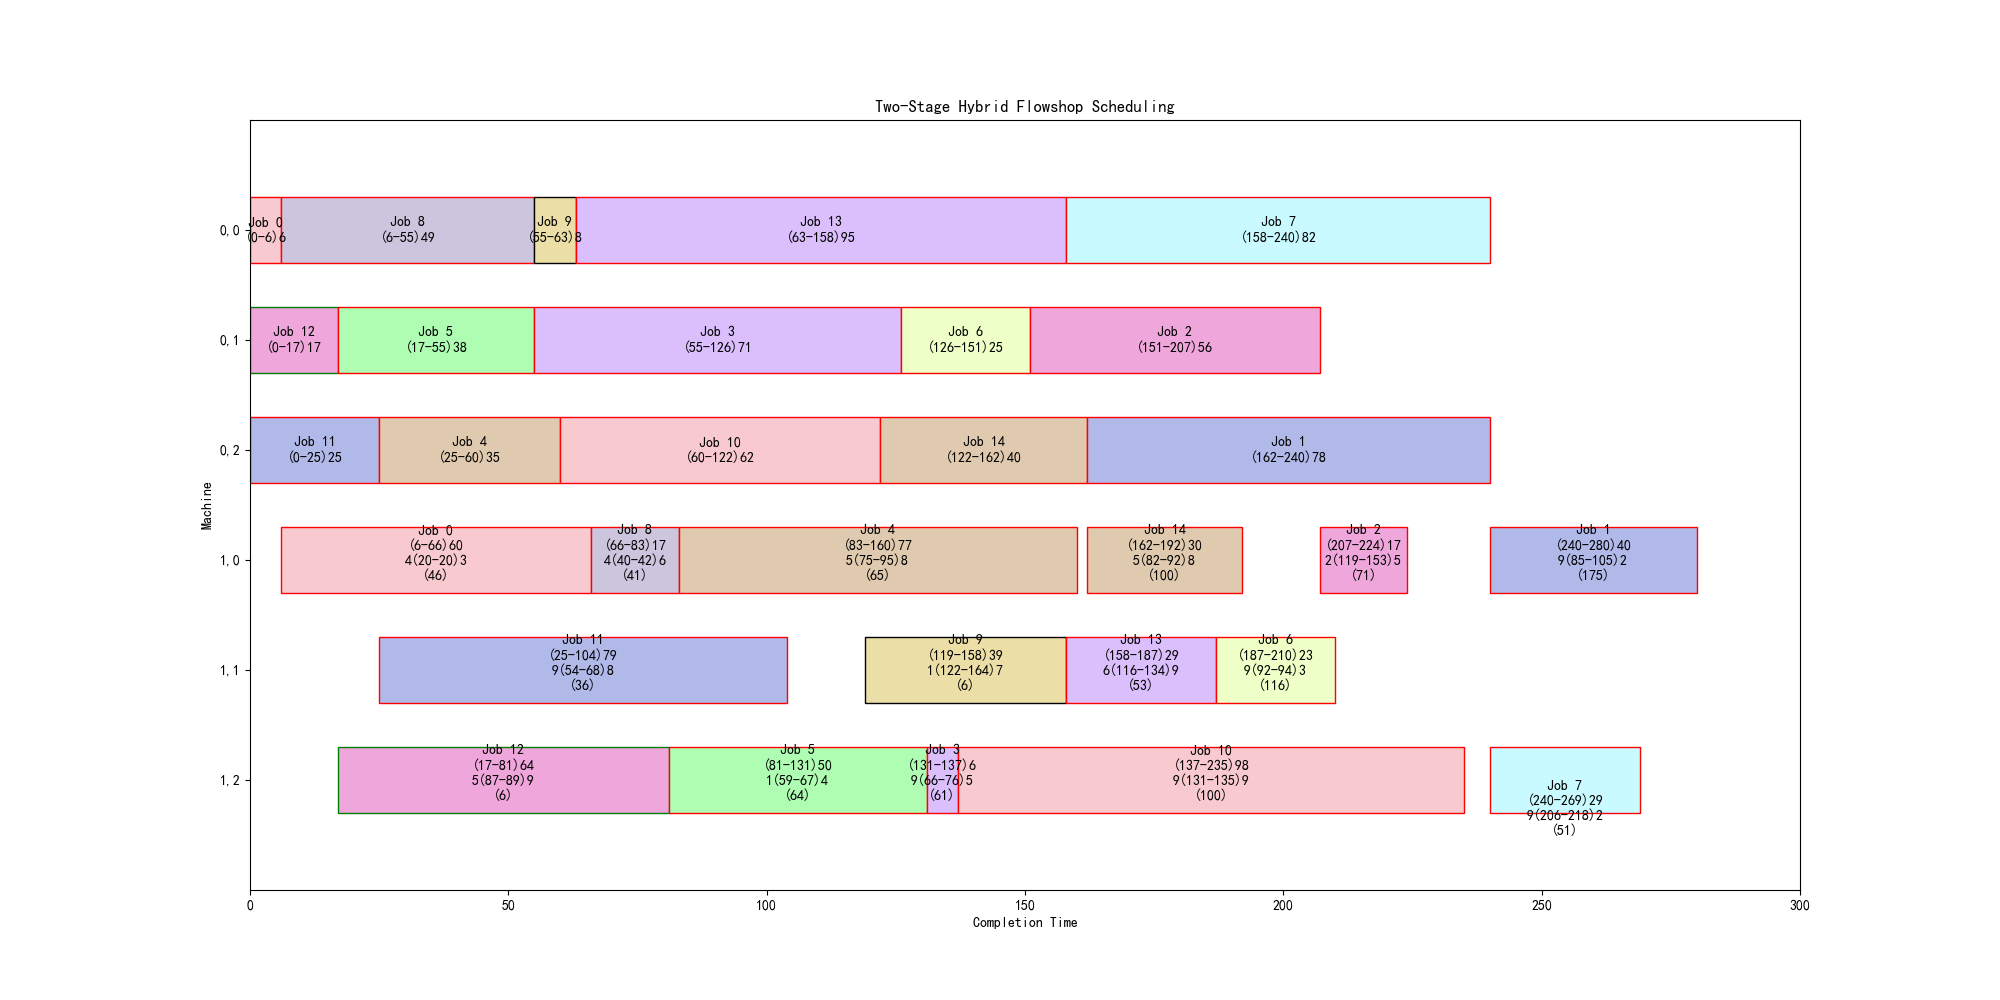 Two-Stage Hybrid Flowshop Scheduling
Machine
0,0
Job 0
(0-6)6
Job 8
(6-55)49
Job 9
(55-63)8
Job 13
(63-158)95
Job 7
(158-240)82
0,1
Job 12
(0-17)17
Job 5
(17-55)38
Job 3
(55-126)71
Job 6
(126-151)25
Job 2
(151-207)56
0,2
Job 11
(0-25)25
Job 4
(25-60)35
Job 10
(60-122)62
Job 14
(122-162)40
Job 1
(162-240)78
1,0
Job 0
(6-66)60
4(20-20)3
(46)
Job 8
(66-83)17
4(40-42)6
(41)
Job 4
(83-160)77
5(75-95)8
(65)
Job 14
(162-192)30
5(82-92)8
(100)
Job 2
(207-224)17
2(119-153)5
(71)
Job 1
(240-280)40
9(85-105)2
(175)
1,1
Job 11
(25-104)79
9(54-68)8
(36)
Job 9
(119-158)39
1(122-164)7
(6)
Job 13
(158-187)29
6(116-134)9
(53)
Job 6
(187-210)23
9(92-94)3
(116)
1,2
Job 12
(17-81)64
5(87-89)9
(6)
Job 5
(81-131)50
1(59-67)4
(64)
Job 3
(131-137)6
9(66-76)5
(61)
Job 10
(137-235)98
9(131-135)9
(100)
Job 7
(240-269)29
9(206-218)2
(51)
0 50 100 150 200 250 300
Completion Time